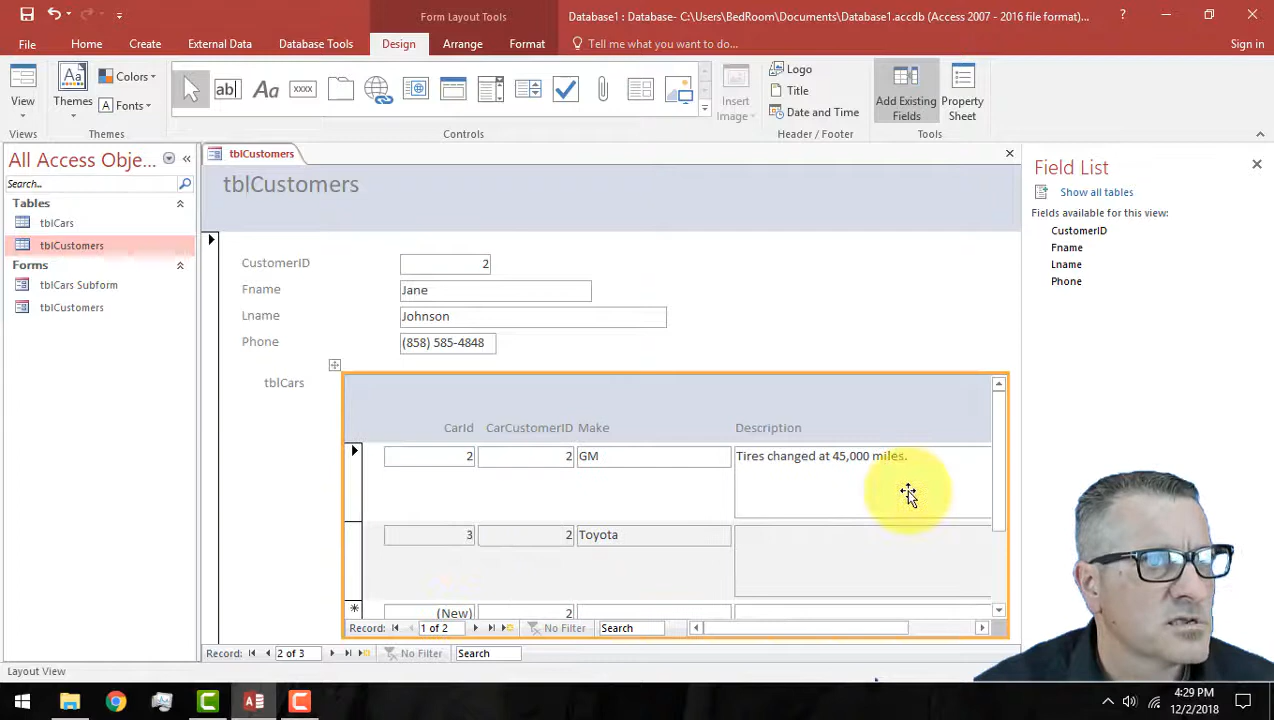 Form Layout Tools
Database1 : Database- C:\Users\BedRoom\Documents\Database1.accdb (Access 2007 - 2016 file format)...
File
Home
Create
External Data
Database Tools
Design
Arrange
Format
Tell me what you want to do...
Sign in
View
Views
Themes
Colors
Fonts
Themes
Aa
ab
Aa
XXXX
Controls
Insert
Image
Logo
Title
Date and Time
Header / Footer
Add Existing
Fields
Property
Sheet
Tools
All Access Obje...
Search...
Tables
tblCars
tblCustomers
Forms
tblCars Subform
tblCustomers
tblCustomers
tblCustomers
CustomerID 2
Fname Jane
Lname Johnson
Phone (858) 585-4848
tblCars
CarId CarCustomerID Make Description
2 2 GM Tires changed at 45,000 miles.
3 2 Toyota
(New) 2
Record: 1 of 2 No Filter Search
Record: 2 of 3 No Filter Search
Field List
Show all tables
Fields available for this view:
CustomerID
Fname
Lname
Phone
Layout View
4:29 PM
12/2/2018